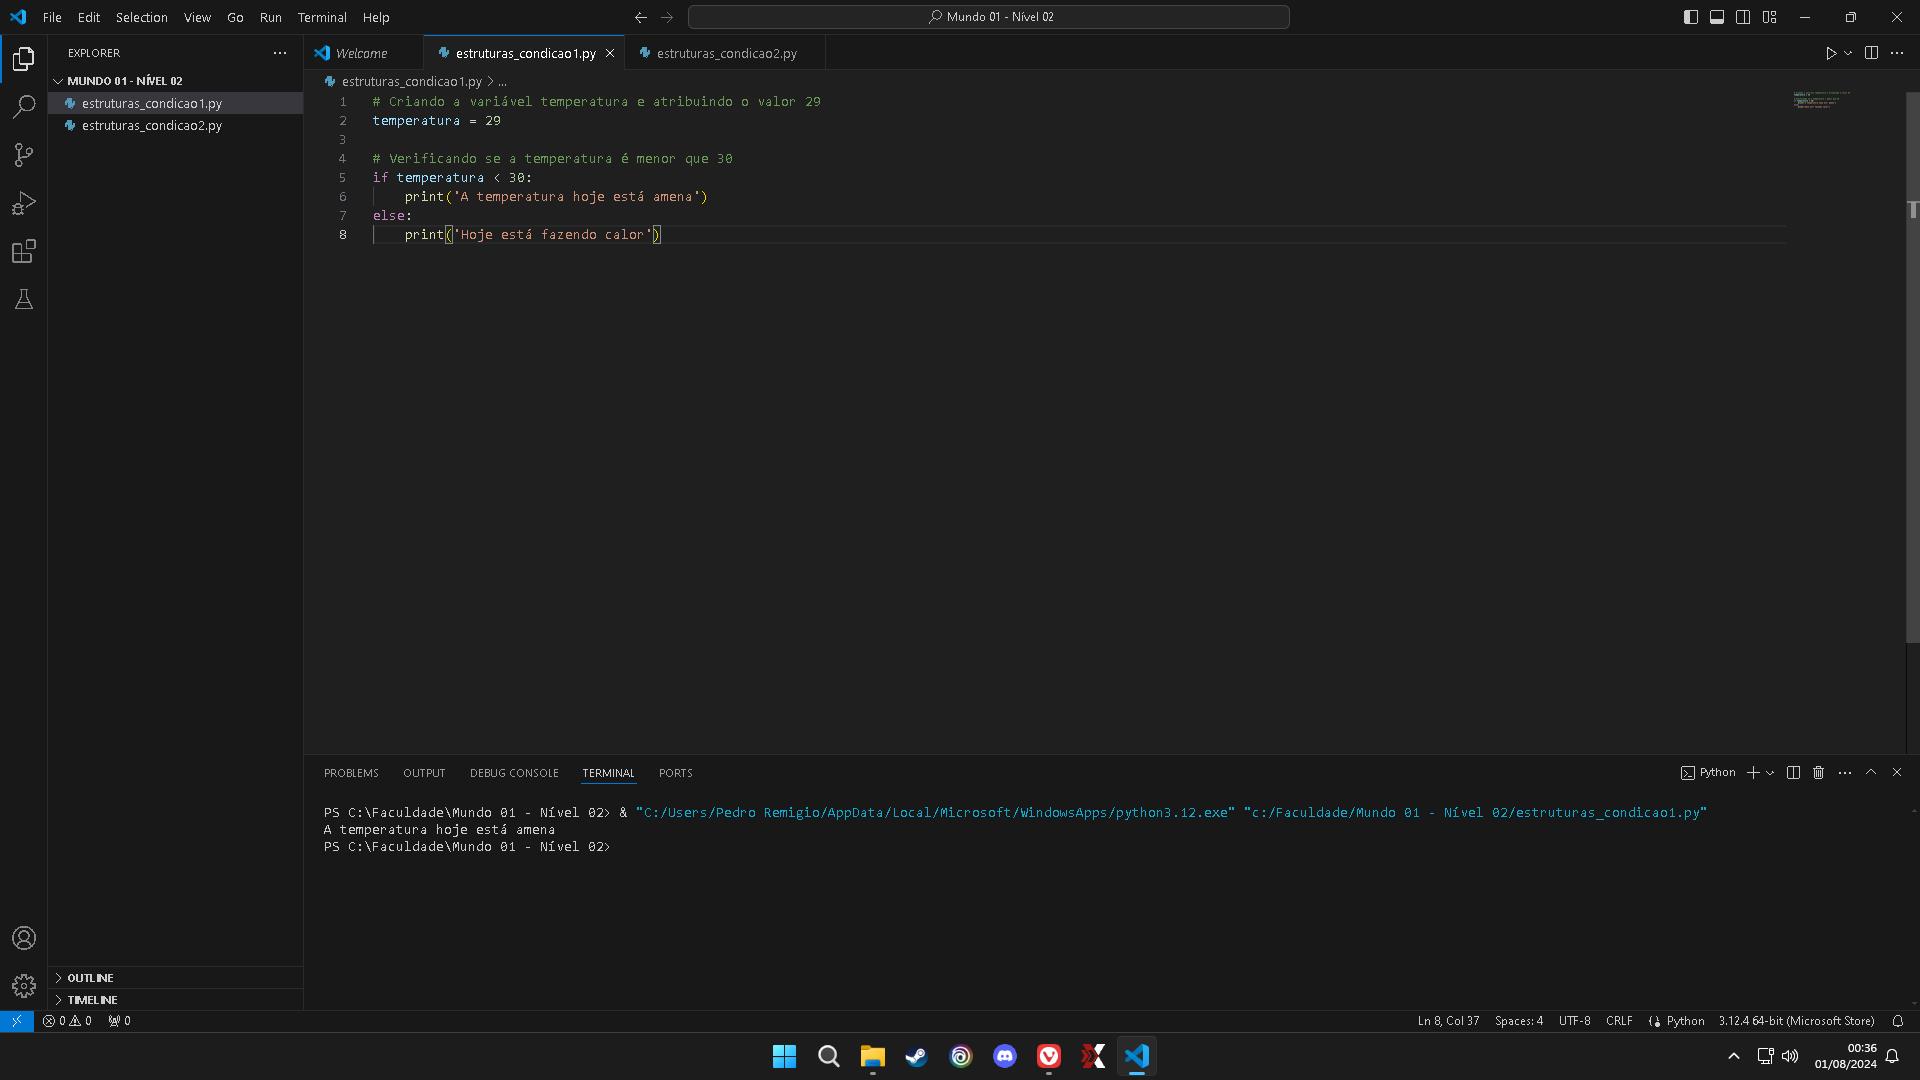 File Edit Selection View Go Run Terminal Help
Mundo 01 - Nível 02
EXPLORER
MUNDO 01 - NÍVEL 02
estruturas_condicao1.py
estruturas_condicao2.py
OUTLINE
TIMELINE
Welcome estruturas_condicao1.py estruturas_condicao2.py
estruturas_condicao1.py > ...
1 # Criando a variável temperatura e atribuindo o valor 29
2 temperatura = 29
3
4 # Verificando se a temperatura é menor que 30
5 if temperatura < 30:
6 print('A temperatura hoje está amena')
7 else:
8 print('Hoje está fazendo calor')
PROBLEMS OUTPUT DEBUG CONSOLE TERMINAL PORTS
Python
PS C:\Faculdade\Mundo 01 - Nível 02> & "C:/Users/Pedro Remigio/AppData/Local/Microsoft/WindowsApps/python3.12.exe" "c:/Faculdade/Mundo 01 - Nível 02/estruturas_condicao1.py"
A temperatura hoje está amena
PS C:\Faculdade\Mundo 01 - Nível 02>
0 0 0
Ln 8, Col 37 Spaces: 4 UTF-8 CRLF Python 3.12.4 64-bit (Microsoft Store)
00:36
01/08/2024